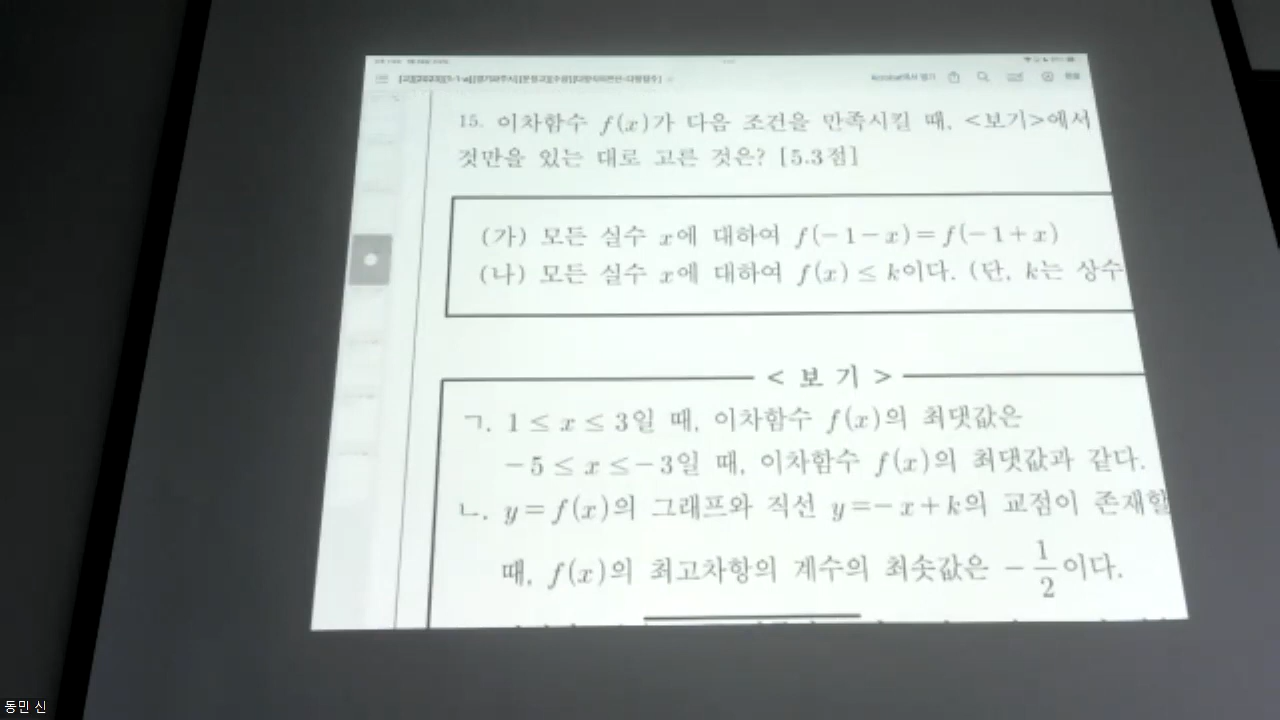 15. 이차함수 f(x)가 다음 조건을 만족시킬 때, <보기>에서
것만을 있는 대로 고른 것은? [5.3점]
(가) 모든 실수 x에 대하여 f(-1-x)=f(-1+x)
(나) 모든 실수 x에 대하여 f(x) ≤ k이다. (단, k는 상수
< 보 기 >
ㄱ. 1 ≤ x ≤ 3일 때, 이차함수 f(x)의 최댓값은
-5 ≤ x ≤ -3일 때, 이차함수 f(x)의 최댓값과 같다.
ㄴ. y=f(x)의 그래프와 직선 y=-x+k의 교점이 존재할
때, f(x)의 최고차항의 계수의 최솟값은 -1/2이다.
동민 신